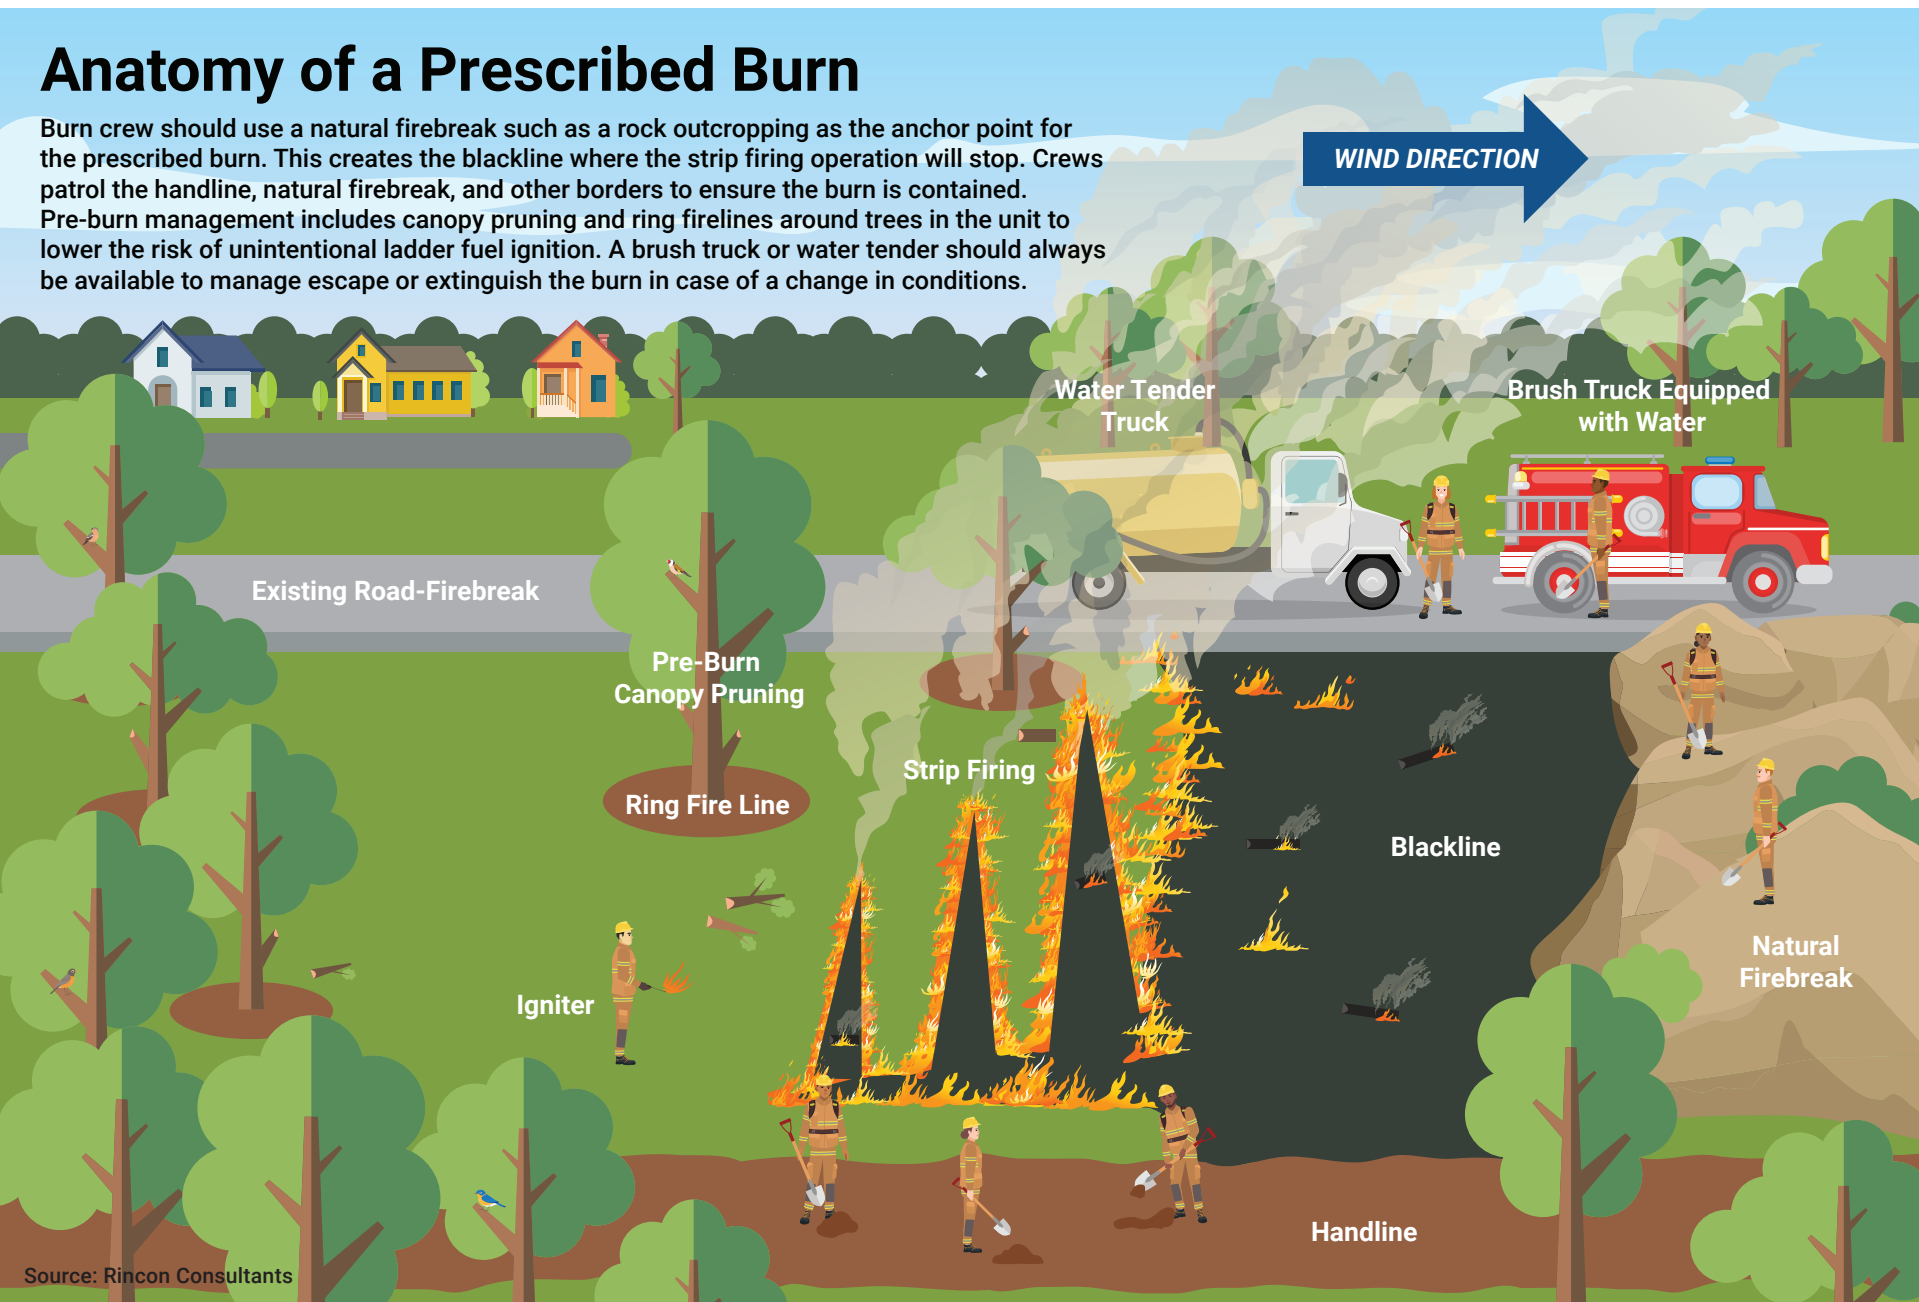 Anatomy of a Prescribed Burn
Burn crew should use a natural firebreak such as a rock outcropping as the anchor point for
the prescribed burn. This creates the blackline where the strip firing operation will stop. Crews
patrol the handline, natural firebreak, and other borders to ensure the burn is contained.
Pre-burn management includes canopy pruning and ring firelines around trees in the unit to
lower the risk of unintentional ladder fuel ignition. A brush truck or water tender should always
be available to manage escape or extinguish the burn in case of a change in conditions.
WIND DIRECTION
Water Tender
Truck
Brush Truck Equipped
with Water
Existing Road-Firebreak
Pre-Burn
Canopy Pruning
Strip Firing
Ring Fire Line
Blackline
Natural
Firebreak
Igniter
Handline
Source: Rincon Consultants